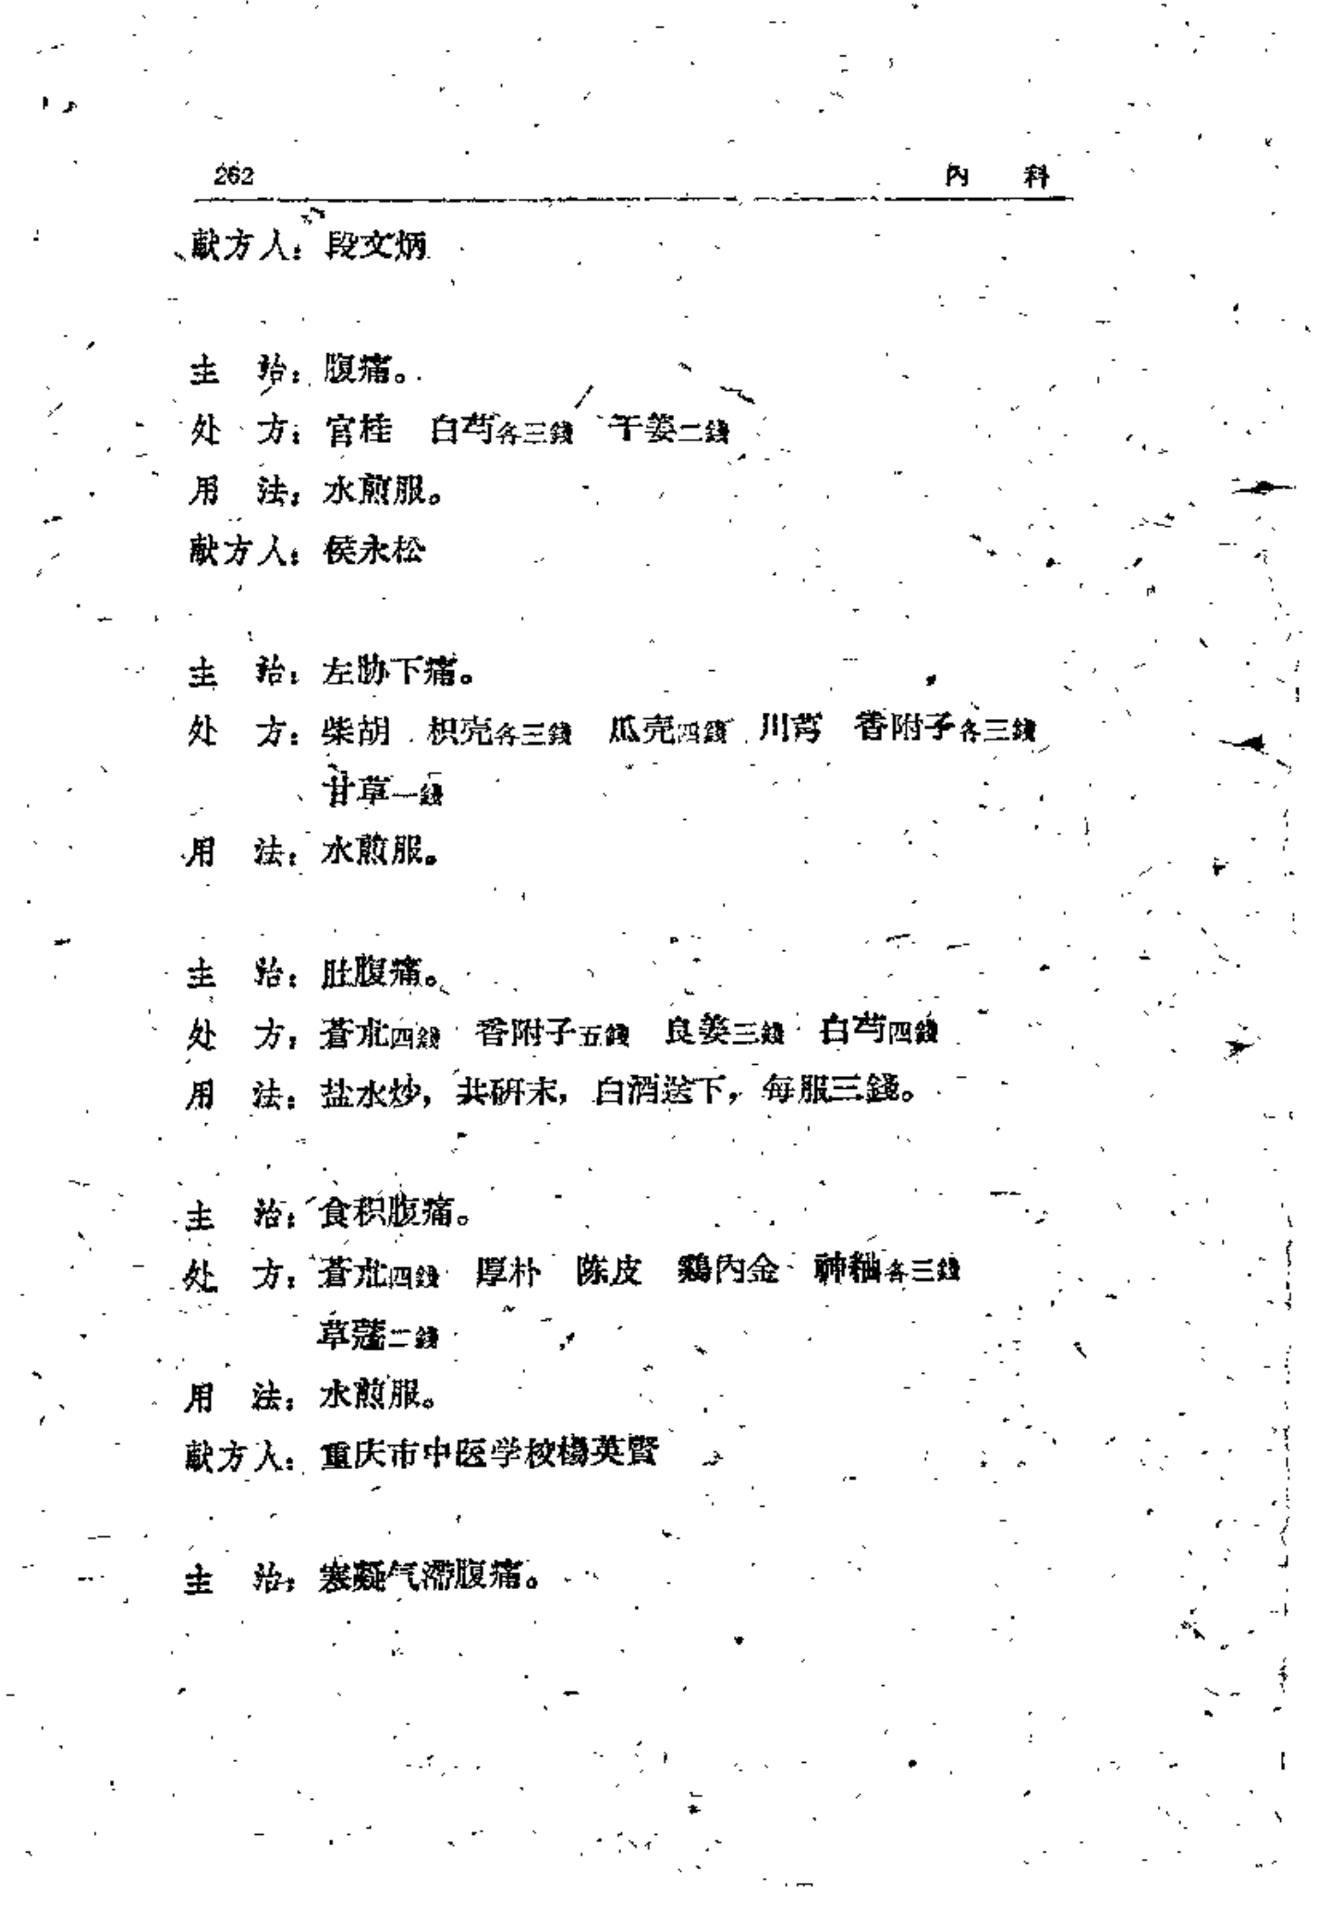 262 內　科
献方人：段文炳
主　治：腹痛。
处　方：官桂　白芍各三錢　干姜二錢
用　法：水煎服。
献方人：侯永松
主　治：左胁下痛。
处　方：柴胡　枳壳各三錢　瓜壳四錢　川芎　香附子各三錢
甘草一錢
用　法：水煎服。
主　治：肚腹痛。
处　方：蒼朮四錢　香附子五錢　良姜三錢　白芍四錢
用　法：盐水炒，共研末，白酒送下，每服三錢。
主　治：食积腹痛。
处　方：蒼朮四錢　厚朴　陈皮　鷄內金　神粬各三錢
草蔻二錢
用　法：水煎服。
献方人：重庆市中医学校楊英賢
主　治：寒凝气滯腹痛。